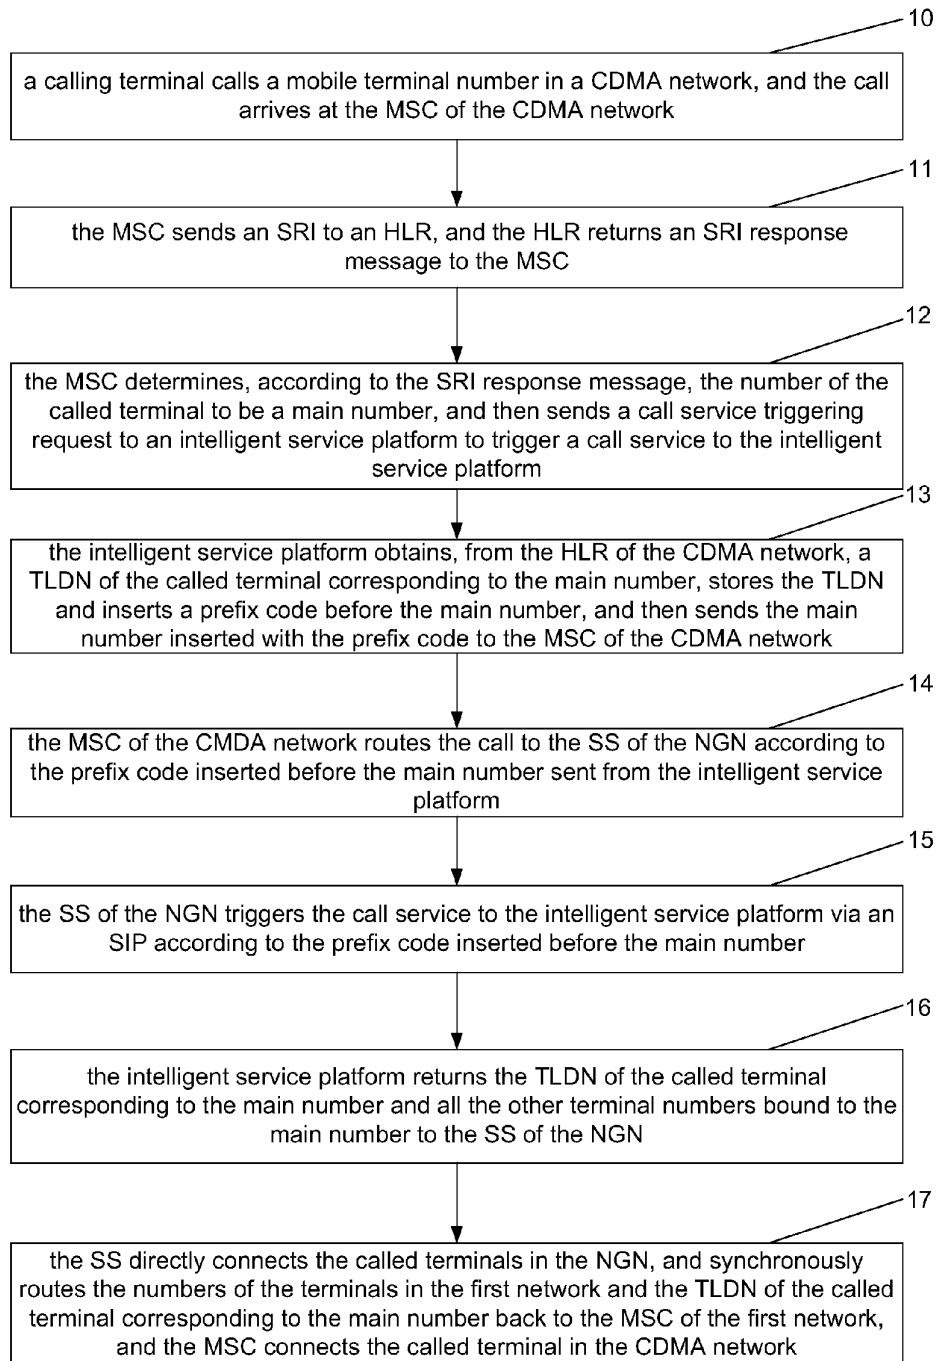 10
a calling terminal calls a mobile terminal number in a CDMA network, and the call
arrives at the MSC of the CDMA network
11
the MSC sends an SRI to an HLR, and the HLR returns an SRI response
message to the MSC
12
the MSC determines, according to the SRI response message, the number of the
called terminal to be a main number, and then sends a call service triggering
request to an intelligent service platform to trigger a call service to the intelligent
service platform
13
the intelligent service platform obtains, from the HLR of the CDMA network, a
TLDN of the called terminal corresponding to the main number, stores the TLDN
and inserts a prefix code before the main number, and then sends the main
number inserted with the prefix code to the MSC of the CDMA network
14
the MSC of the CMDA network routes the call to the SS of the NGN according to
the prefix code inserted before the main number sent from the intelligent service
platform
15
the SS of the NGN triggers the call service to the intelligent service platform via an
SIP according to the prefix code inserted before the main number
16
the intelligent service platform returns the TLDN of the called terminal
corresponding to the main number and all the other terminal numbers bound to the
main number to the SS of the NGN
17
the SS directly connects the called terminals in the NGN, and synchronously
routes the numbers of the terminals in the first network and the TLDN of the called
terminal corresponding to the main number back to the MSC of the first network,
and the MSC connects the called terminal in the CDMA network